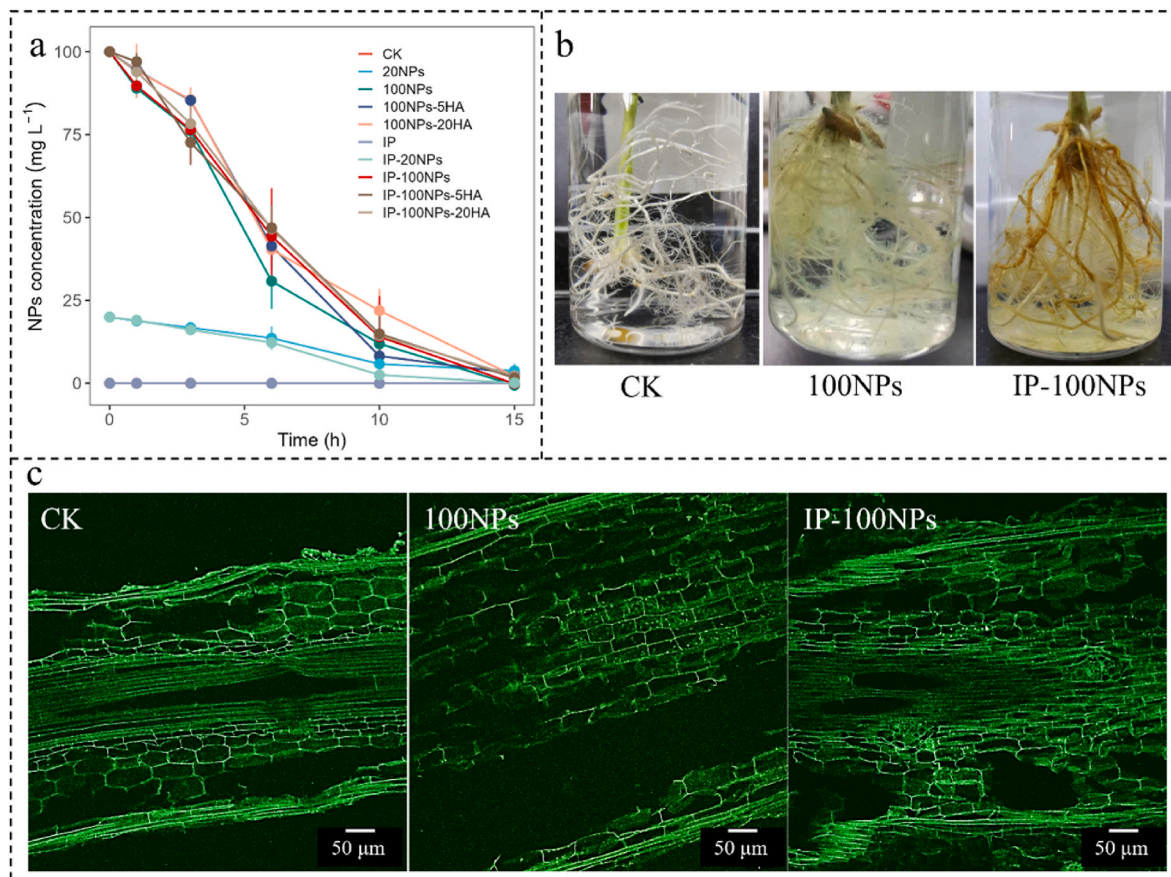 a
NPs concentration (mg L⁻¹)
100
75
50
25
0
0
5
10
15
Time (h)
CK
20NPs
100NPs
100NPs-5HA
100NPs-20HA
IP
IP-20NPs
IP-100NPs
IP-100NPs-5HA
IP-100NPs-20HA
b
CK
100NPs
IP-100NPs
c
CK
100NPs
IP-100NPs
50 μm
50 μm
50 μm